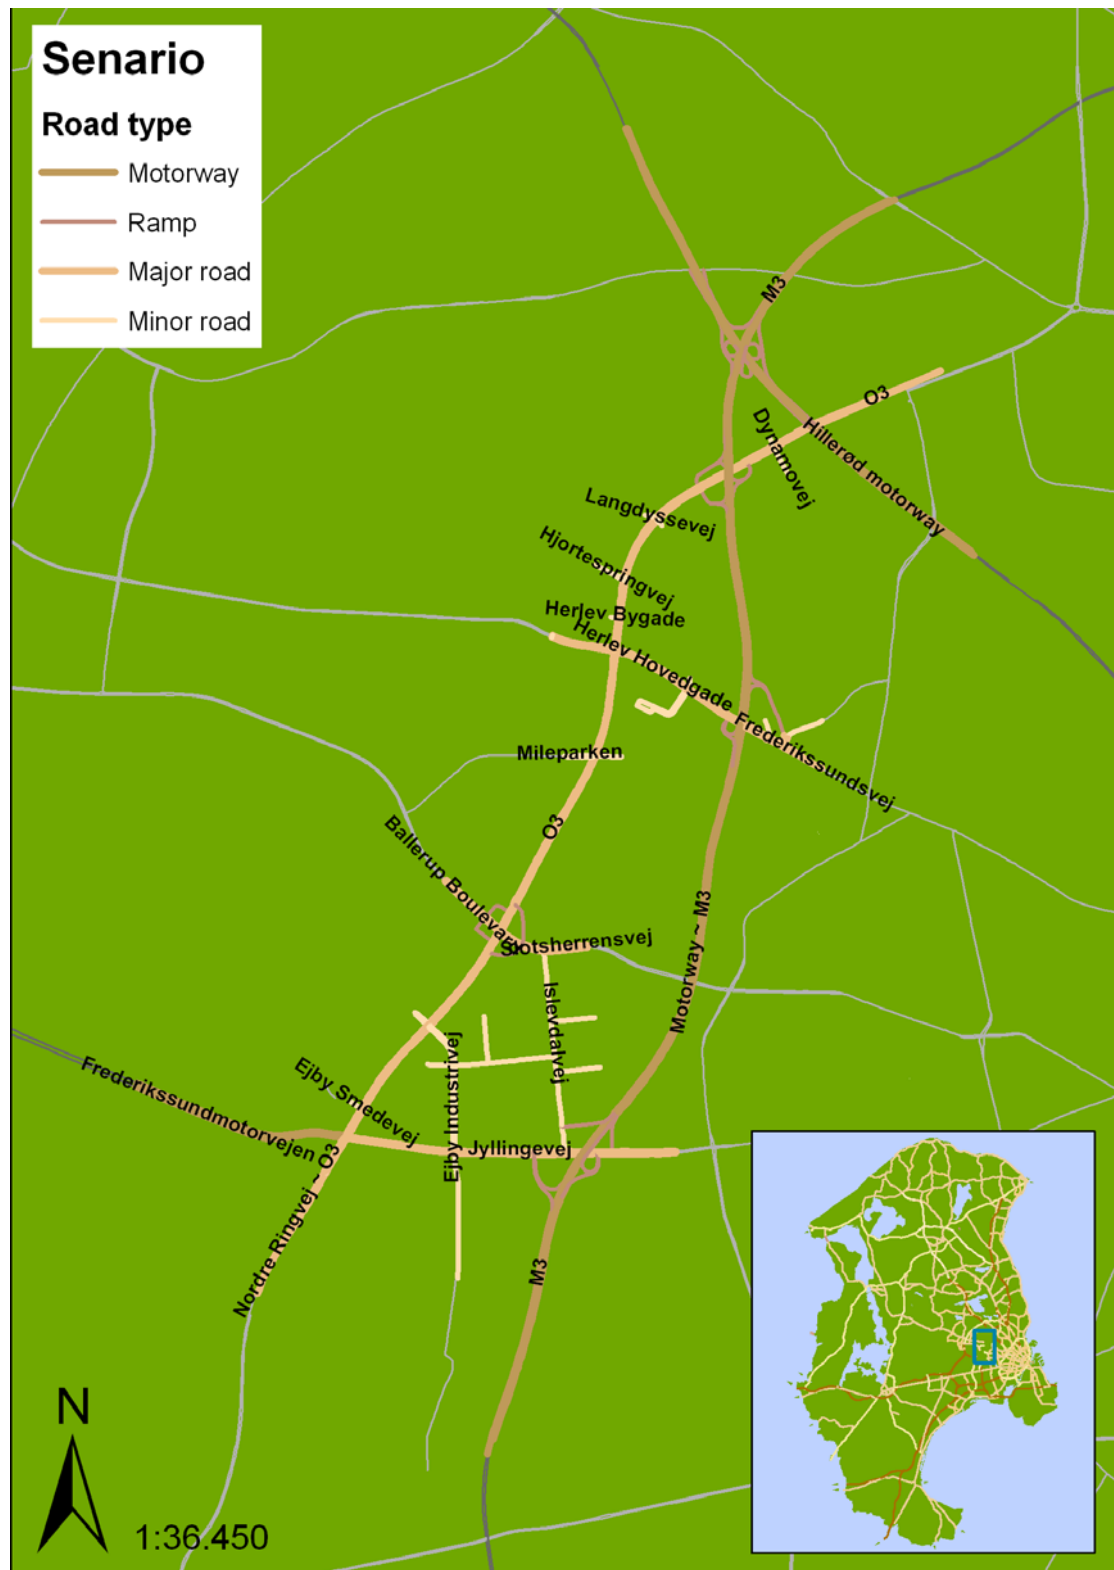 Senario
Road type
Motorway
Ramp
Major road
Minor road
M3
O3
Dynamovej
Hillerød motorway
Langdyssevej
Hjortespringvej
Herlev Bygade
Herlev Hovedgade
Frederikssundsvej
Mileparken
O3
Ballerup Boulevard
Slotsherrensvej
Motorway ~ M3
Islevdalvej
Ejby Industrivej
Ejby Smedevej
Frederikssundmotorvejen
Jyllingevej
Nordre Ringvej ~ O3
M3
N
1:36.450